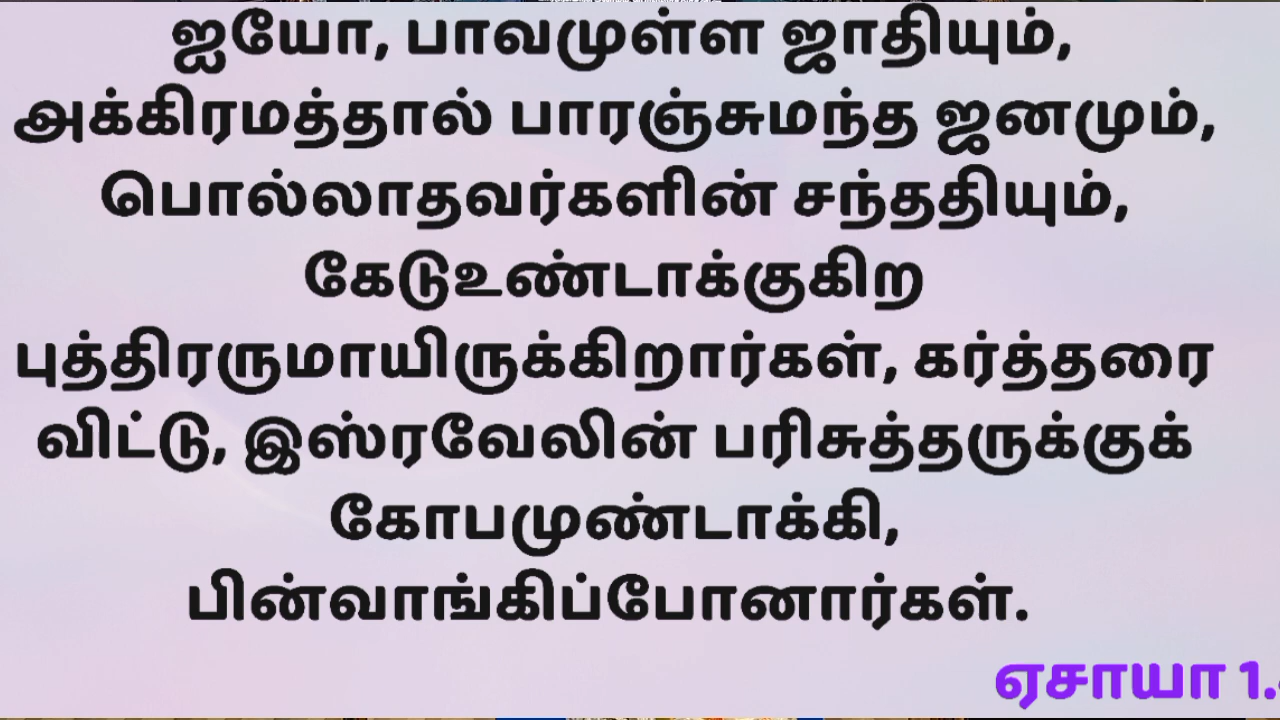 ஐயோ, பாவமுள்ள ஜாதியும்,
அக்கிரமத்தால் பாரஞ்சுமந்த ஜனமும்,
பொல்லாதவர்களின் சந்ததியும்,
கேடுஉண்டாக்குகிற
புத்திரருமாயிருக்கிறார்கள், கர்த்தரை
விட்டு, இஸ்ரவேலின் பரிசுத்தருக்குக்
கோபமுண்டாக்கி,
பின்வாங்கிப்போனார்கள்.
ஏசாயா 1.